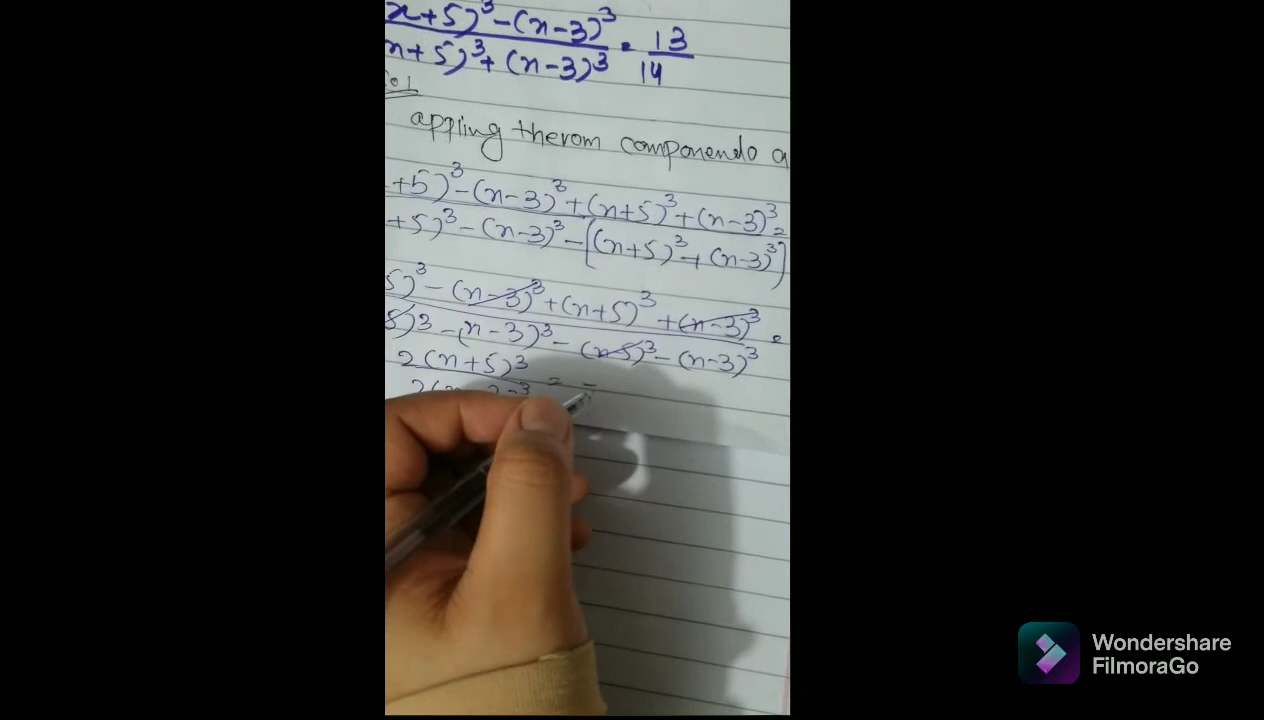 x+5)³-(x-3)³ = 13
x+5)³+(x-3)³ 14
Sol
appling therom componendo a
+5)³-(x-3)³+(x+5)³+(x-3)³ =
+5)³-(x-3)³-[(x+5)³+(x-3)³]
5)³-(x-3)³+(x+5)³+(x-3)³ =
5)³-(x-3)³-(x+5)³-(x-3)³
2(x+5)³ =
Wondershare
FilmoraGo